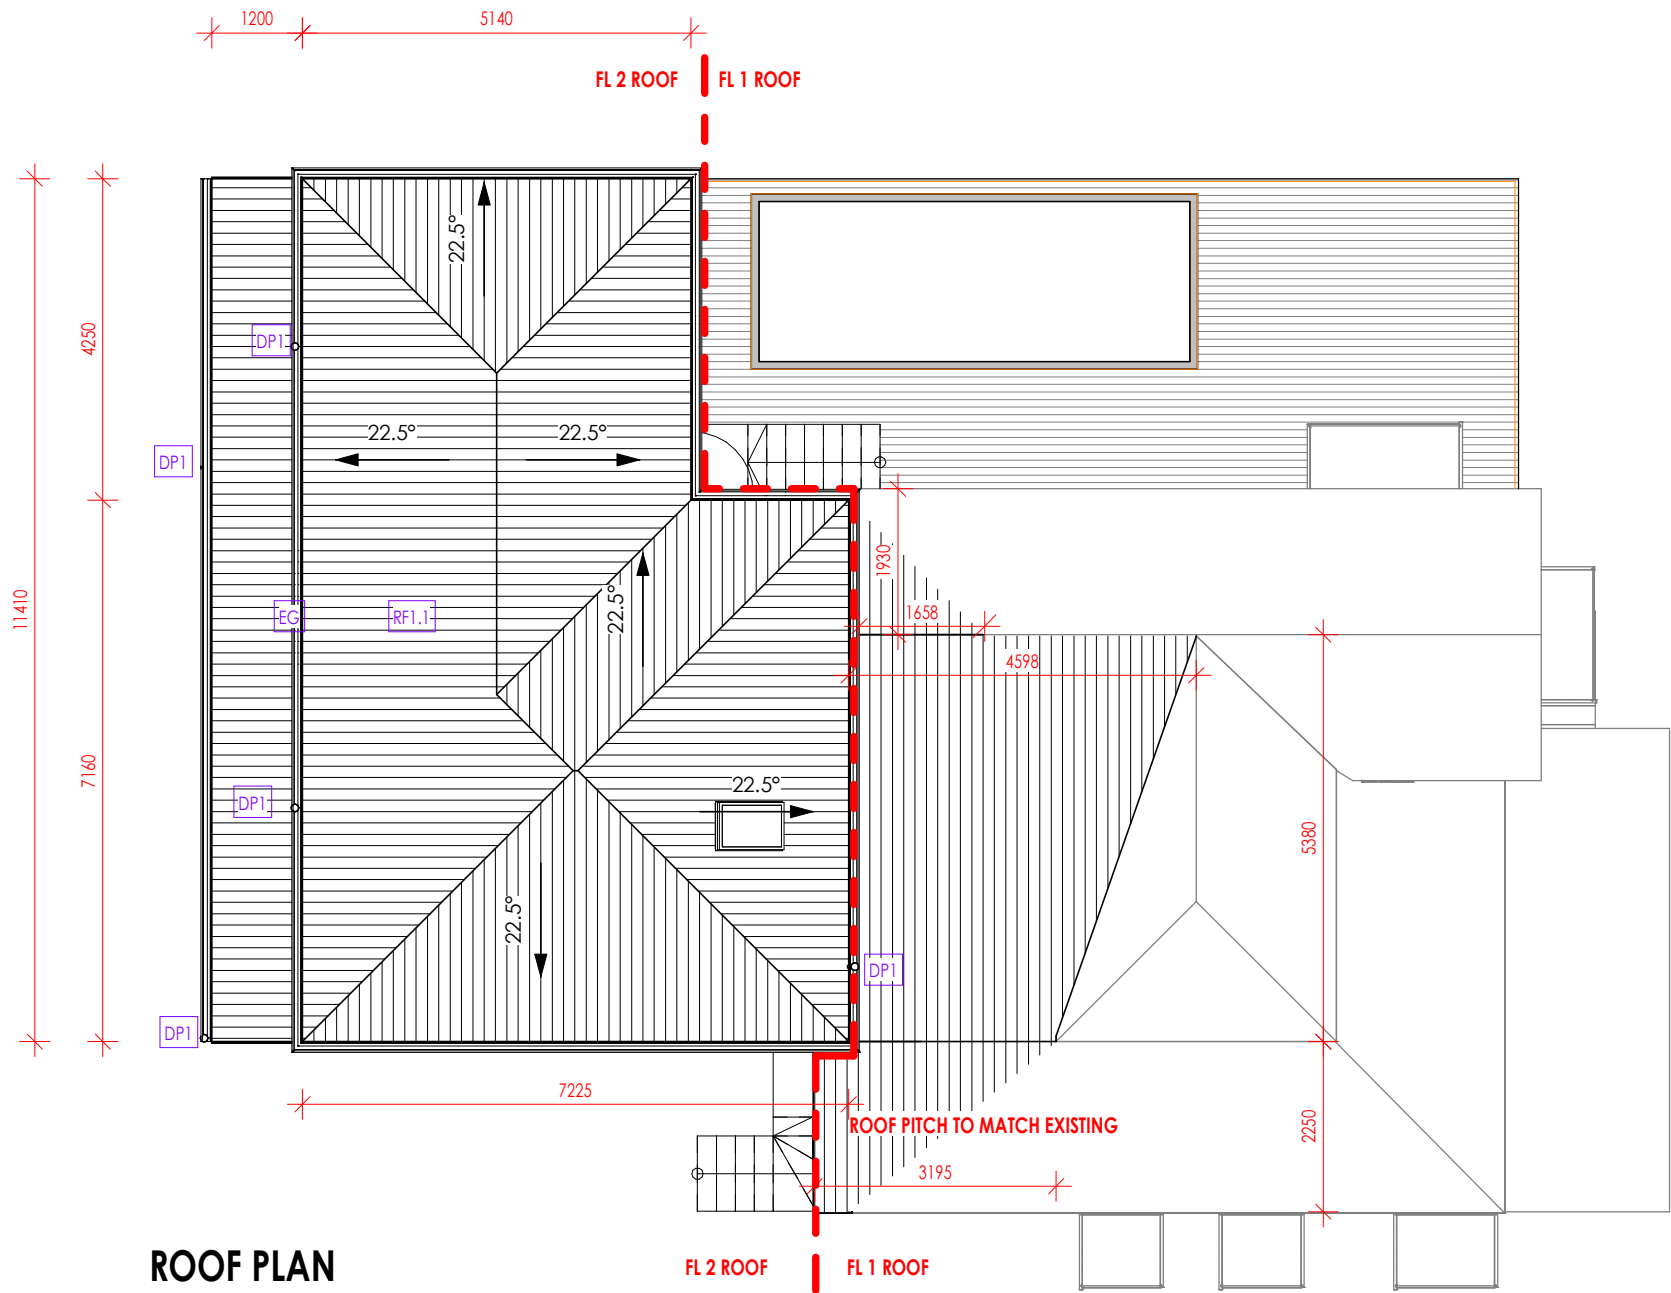 1200
5140
FL 2 ROOF
FL 1 ROOF
22.5°
DP1
4250
22.5°
22.5°
DP1
1930
11410
EG
RF1.1
22.5°
1658
4598
7160
DP1
22.5°
5380
22.5°
DP1
DP1
7225
ROOF PITCH TO MATCH EXISTING
2250
3195
ROOF PLAN
FL 2 ROOF
FL 1 ROOF